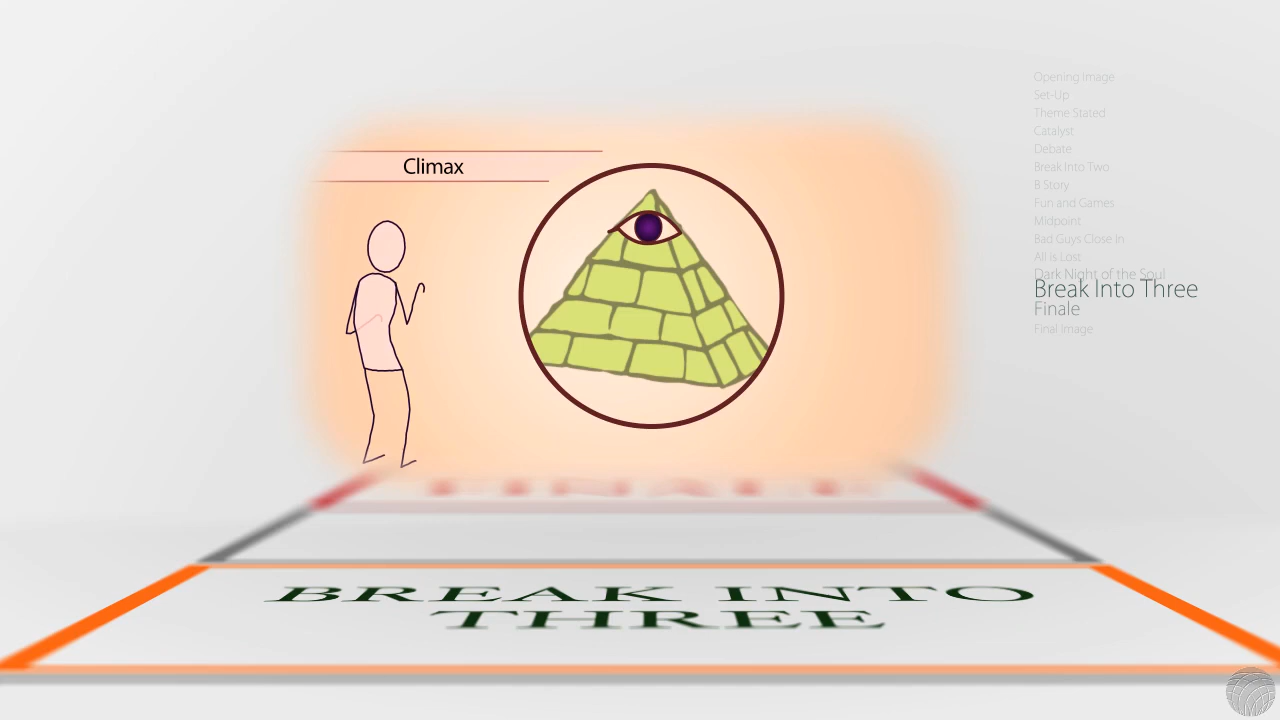 Climax
Opening Image
Set-Up
Theme Stated
Catalyst
Debate
Break Into Two
B Story
Fun and Games
Midpoint
Bad Guys Close In
All is Lost
Dark Night of the Soul
Break Into Three
Finale
Final Image
BREAK INTO
THREE